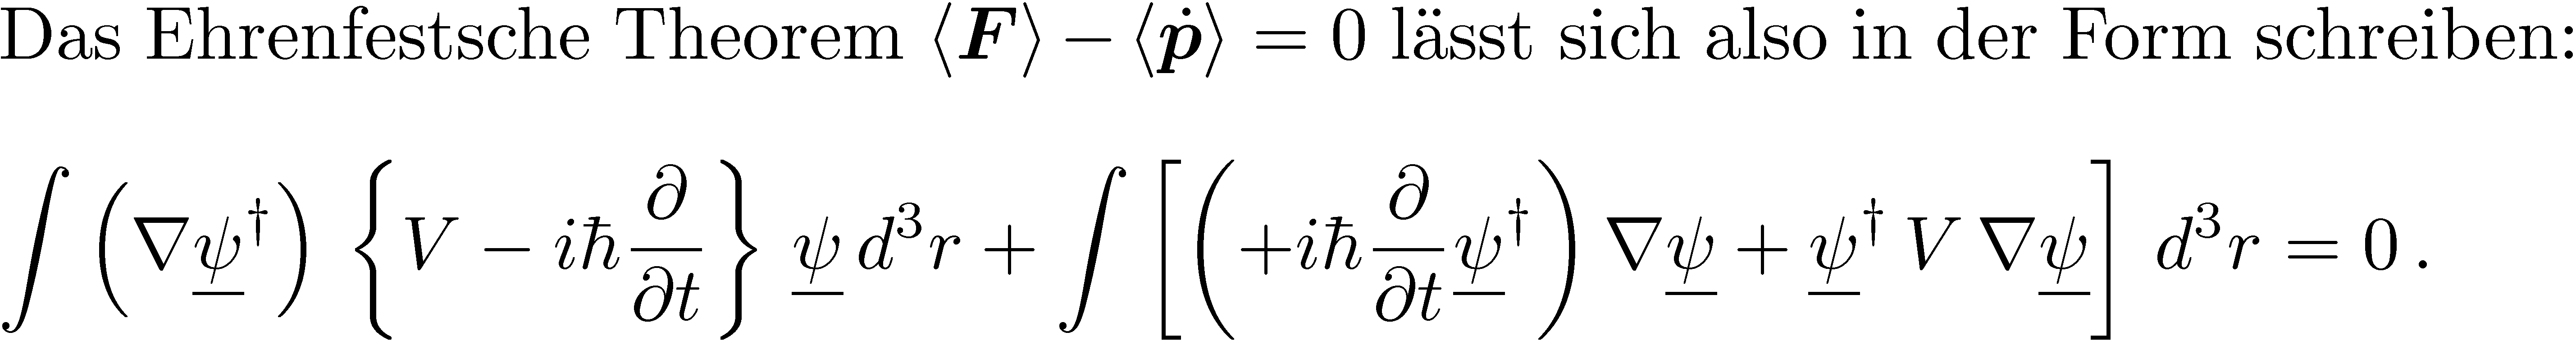 Das Ehrenfestsche Theorem ⟨𝑭⟩ − ⟨𝒑̇⟩ = 0 lässt sich also in der Form schreiben:
∫ (∇ψ̲†) {V − iħ ∂/∂t} ψ̲ d³r + ∫ [(+iħ ∂/∂t ψ̲†) ∇ψ̲ + ψ̲† V ∇ψ̲] d³r = 0 .